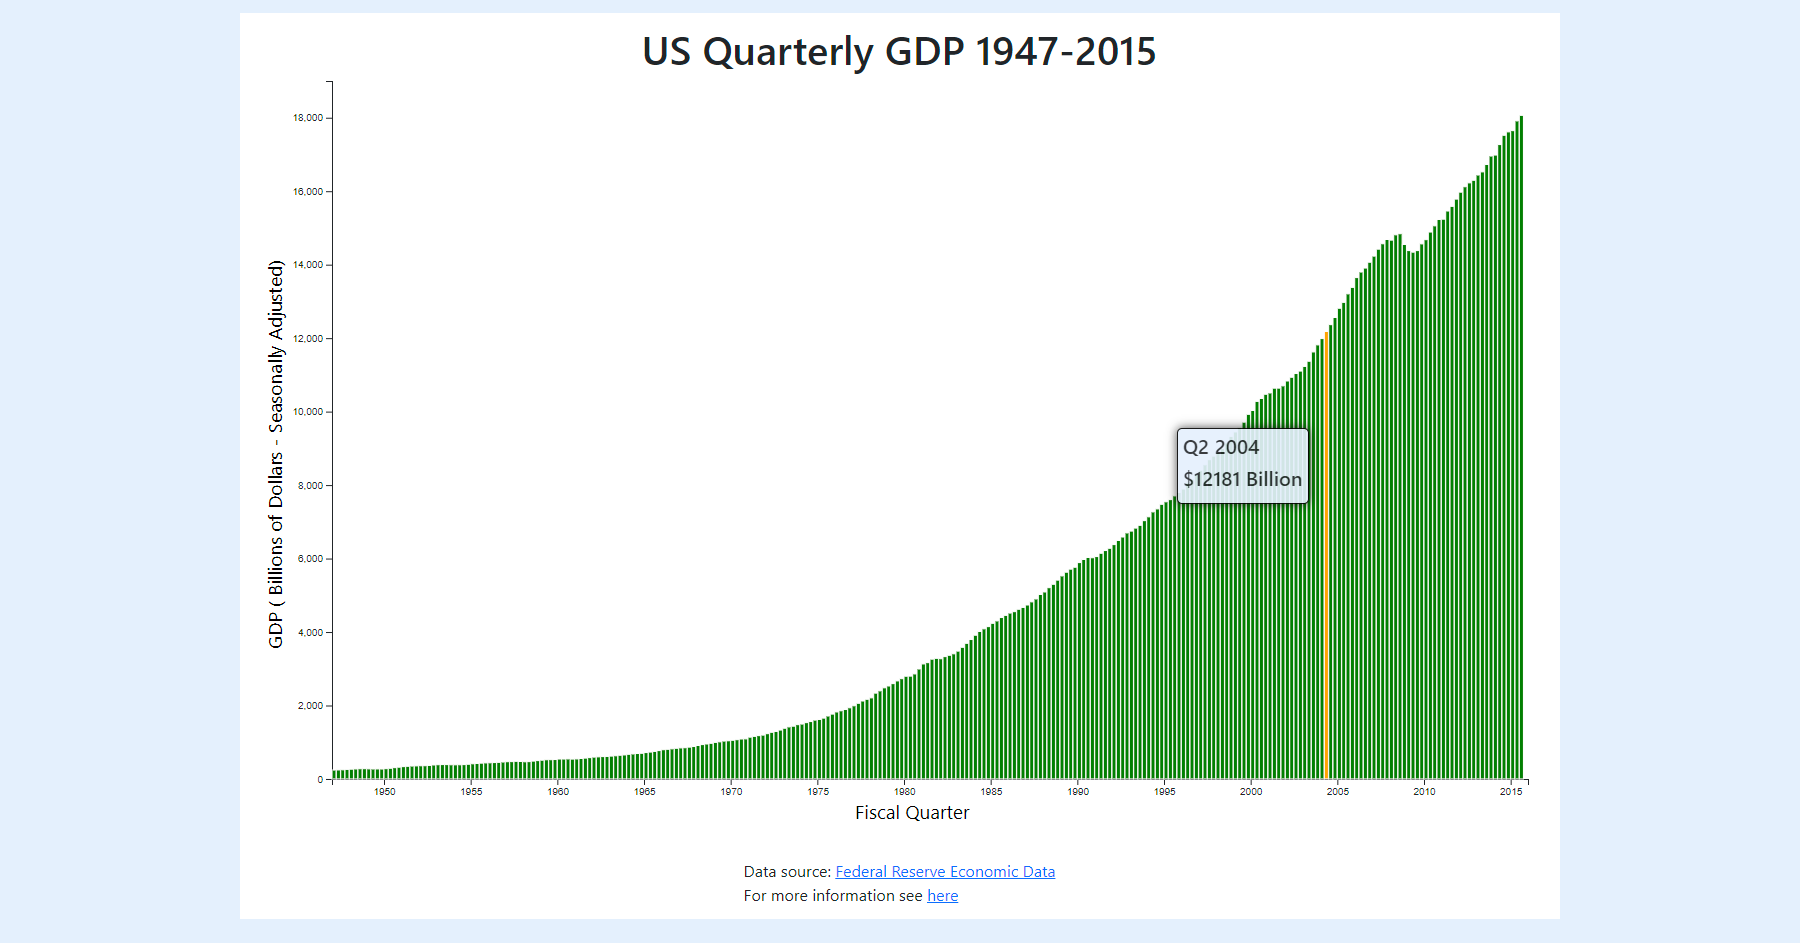 US Quarterly GDP 1947-2015
GDP ( Billions of Dollars - Seasonally Adjusted)
18,000
16,000
14,000
12,000
10,000
8,000
6,000
4,000
2,000
0
Q2 2004
$12181 Billion
1950 1955 1960 1965 1970 1975 1980 1985 1990 1995 2000 2005 2010 2015
Fiscal Quarter
Data source: Federal Reserve Economic Data
For more information see here